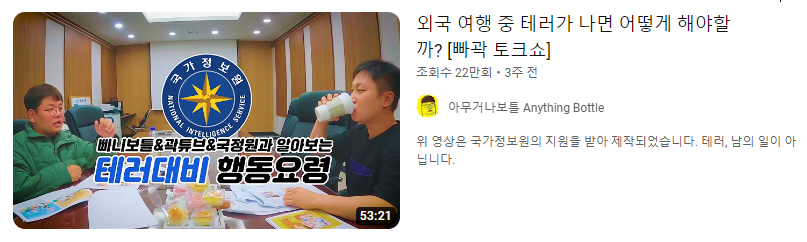 국가정보원
NATIONAL INTELLIGENCE SERVICE
빠니보틀&곽튜브&국정원과 알아보는
테러대비 행동요령
53:21
외국 여행 중 테러가 나면 어떻게 해야할
까? [빠곽 토크쇼]
조회수 22만회 • 3주 전
아무거나보틀 Anything Bottle
위 영상은 국가정보원의 지원을 받아 제작되었습니다. 테러, 남의 일이 아
닙니다.